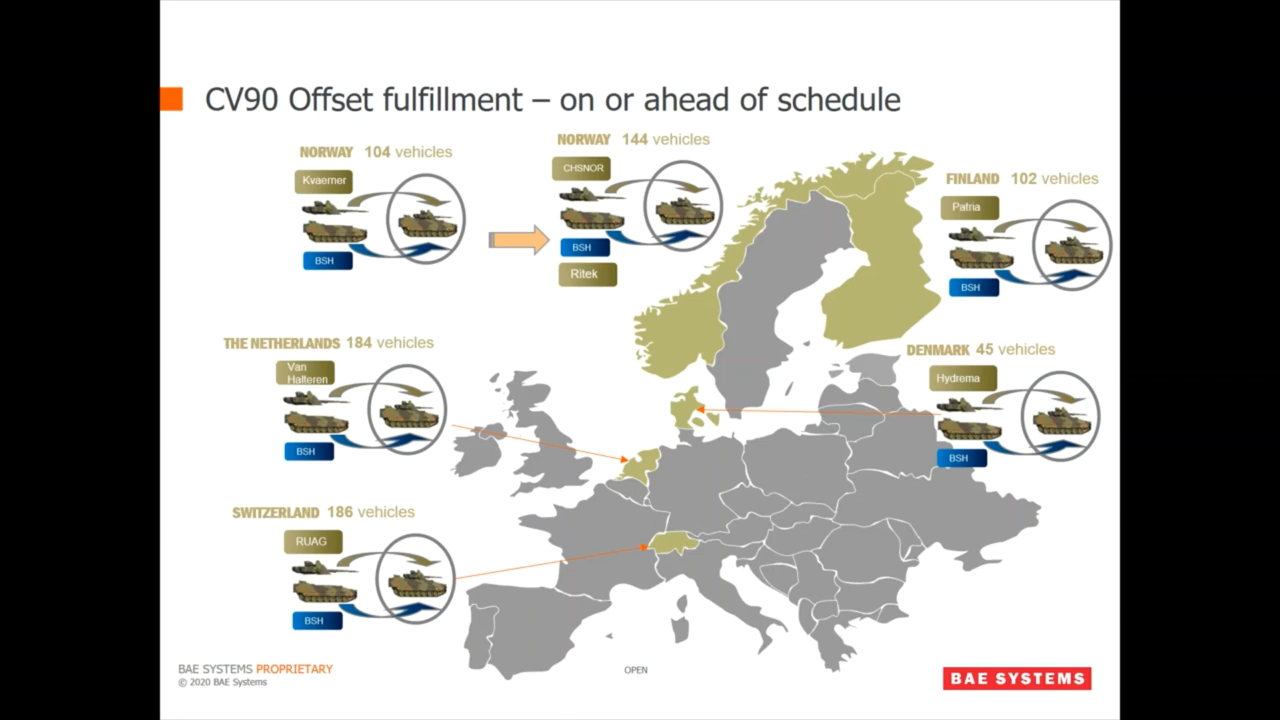 CV90 Offset fulfillment – on or ahead of schedule
NORWAY 104 vehicles
Kvaerner
BSH
NORWAY 144 vehicles
CHSNOR
BSH
Ritek
FINLAND 102 vehicles
Patria
BSH
THE NETHERLANDS 184 vehicles
Van
Halteren
BSH
DENMARK 45 vehicles
Hydrema
BSH
SWITZERLAND 186 vehicles
RUAG
BSH
BAE SYSTEMS PROPRIETARY
© 2020 BAE Systems
OPEN
BAE SYSTEMS